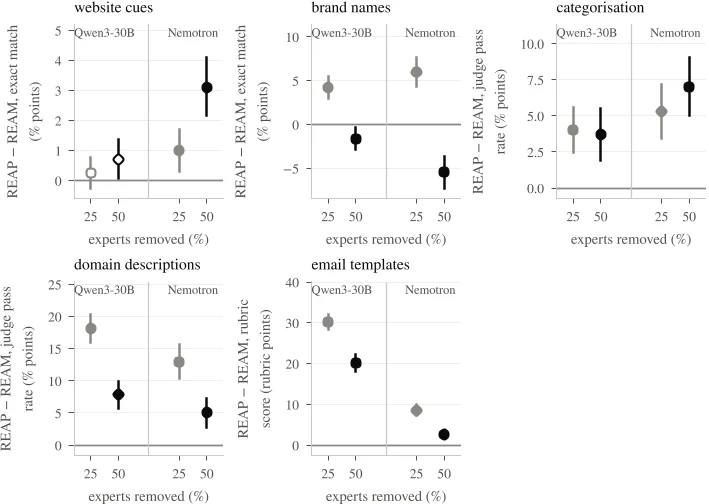 website cues
brand names
categorisation
REAP − REAM, exact match
(% points)
5
4
3
2
1
0
Qwen3-30B
Nemotron
25
50
25
50
experts removed (%)
REAP − REAM, exact match
(% points)
10
5
0
−5
Qwen3-30B
Nemotron
25
50
25
50
experts removed (%)
REAP − REAM, judge pass
rate (% points)
10.0
7.5
5.0
2.5
0.0
Qwen3-30B
Nemotron
25
50
25
50
experts removed (%)
domain descriptions
email templates
REAP − REAM, judge pass
rate (% points)
25
20
15
10
5
0
Qwen3-30B
Nemotron
25
50
25
50
experts removed (%)
REAP − REAM, rubric
score (rubric points)
40
30
20
10
0
Qwen3-30B
Nemotron
25
50
25
50
experts removed (%)